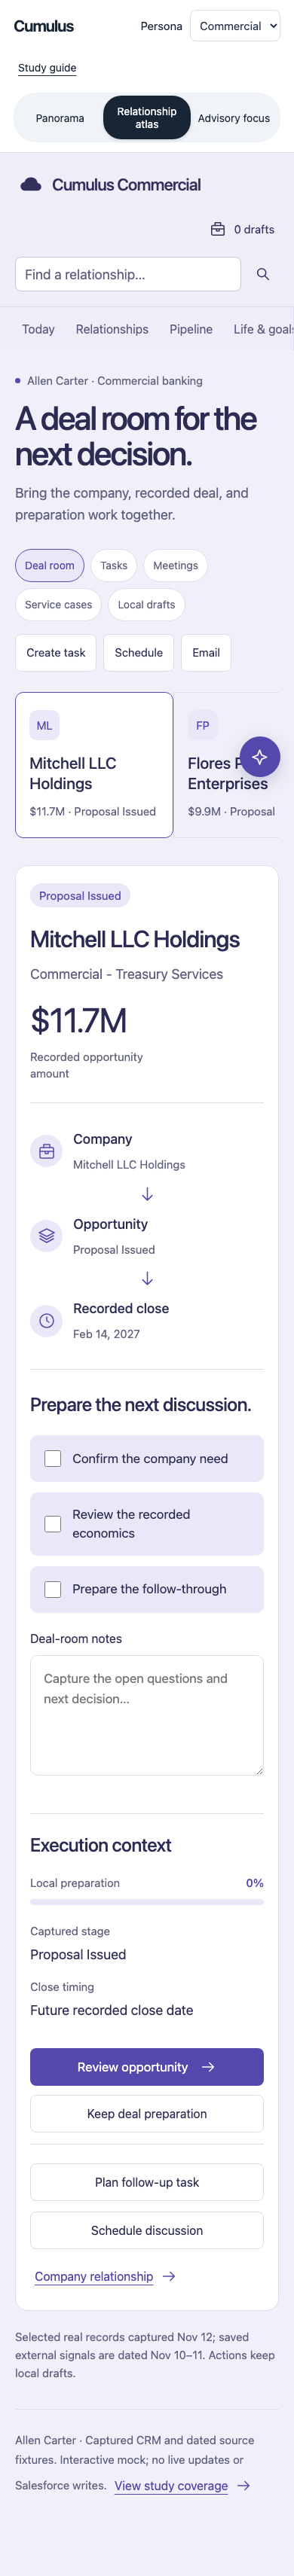 Cumulus
Persona
Commercial
Study guide
Panorama
Relationship
atlas
Advisory focus
Cumulus Commercial
0 drafts
Find a relationship...
Today
Relationships
Pipeline
Life & goals
Allen Carter · Commercial banking
A deal room for the
next decision.
Bring the company, recorded deal, and
preparation work together.
Deal room
Tasks
Meetings
Service cases
Local drafts
Create task
Schedule
Email
ML
Mitchell LLC
Holdings
$11.7M · Proposal Issued
FP
Flores P
Enterprises
$9.9M · Proposal
Proposal Issued
Mitchell LLC Holdings
Commercial - Treasury Services
$11.7M
Recorded opportunity
amount
Company
Mitchell LLC Holdings
Opportunity
Proposal Issued
Recorded close
Feb 14, 2027
Prepare the next discussion.
Confirm the company need
Review the recorded
economics
Prepare the follow-through
Deal-room notes
Capture the open questions and
next decision...
Execution context
Local preparation
0%
Captured stage
Proposal Issued
Close timing
Future recorded close date
Review opportunity
Keep deal preparation
Plan follow-up task
Schedule discussion
Company relationship
Selected real records captured Nov 12; saved
external signals are dated Nov 10–11. Actions keep
local drafts.
Allen Carter · Captured CRM and dated source
fixtures. Interactive mock; no live updates or
Salesforce writes. View study coverage